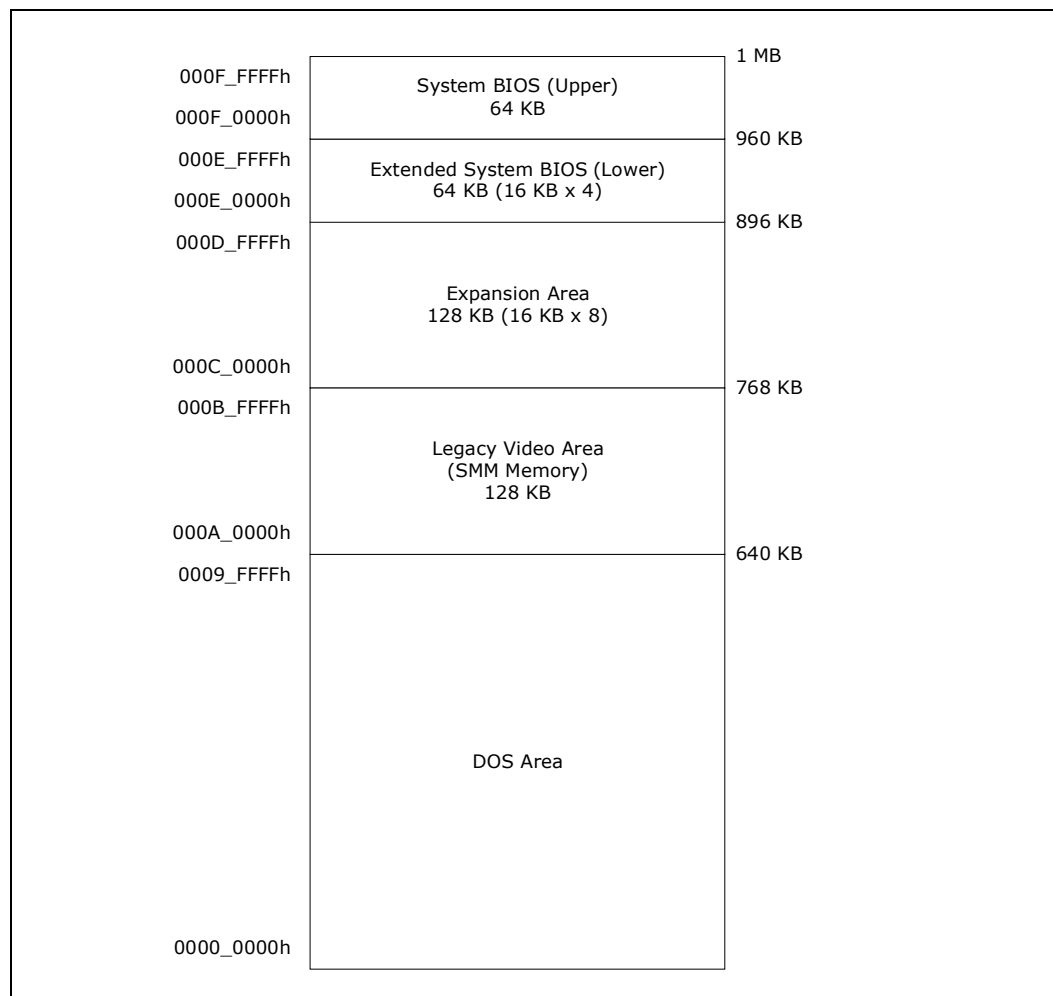 1 MB
000F_FFFFh
System BIOS (Upper)
64 KB
000F_0000h
960 KB
000E_FFFFh
Extended System BIOS (Lower)
64 KB (16 KB x 4)
000E_0000h
896 KB
000D_FFFFh
Expansion Area
128 KB (16 KB x 8)
000C_0000h
768 KB
000B_FFFFh
Legacy Video Area
(SMM Memory)
128 KB
000A_0000h
640 KB
0009_FFFFh
DOS Area
0000_0000h